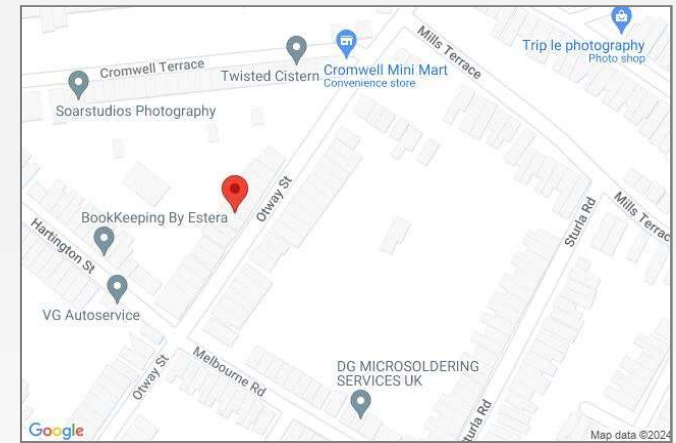 Mills Terrace
Trip le photography
Photo shop
Cromwell Terrace
Twisted Cistern
Cromwell Mini Mart
Convenience store
Soarstudios Photography
Otway St
BookKeeping By Estera
Hartington St
Sturla Rd
Mills Terrac
VG Autoservice
Otway St
Melbourne Rd
DG MICROSOLDERING
SERVICES UK
turla Rd
Google
Map data ©2024